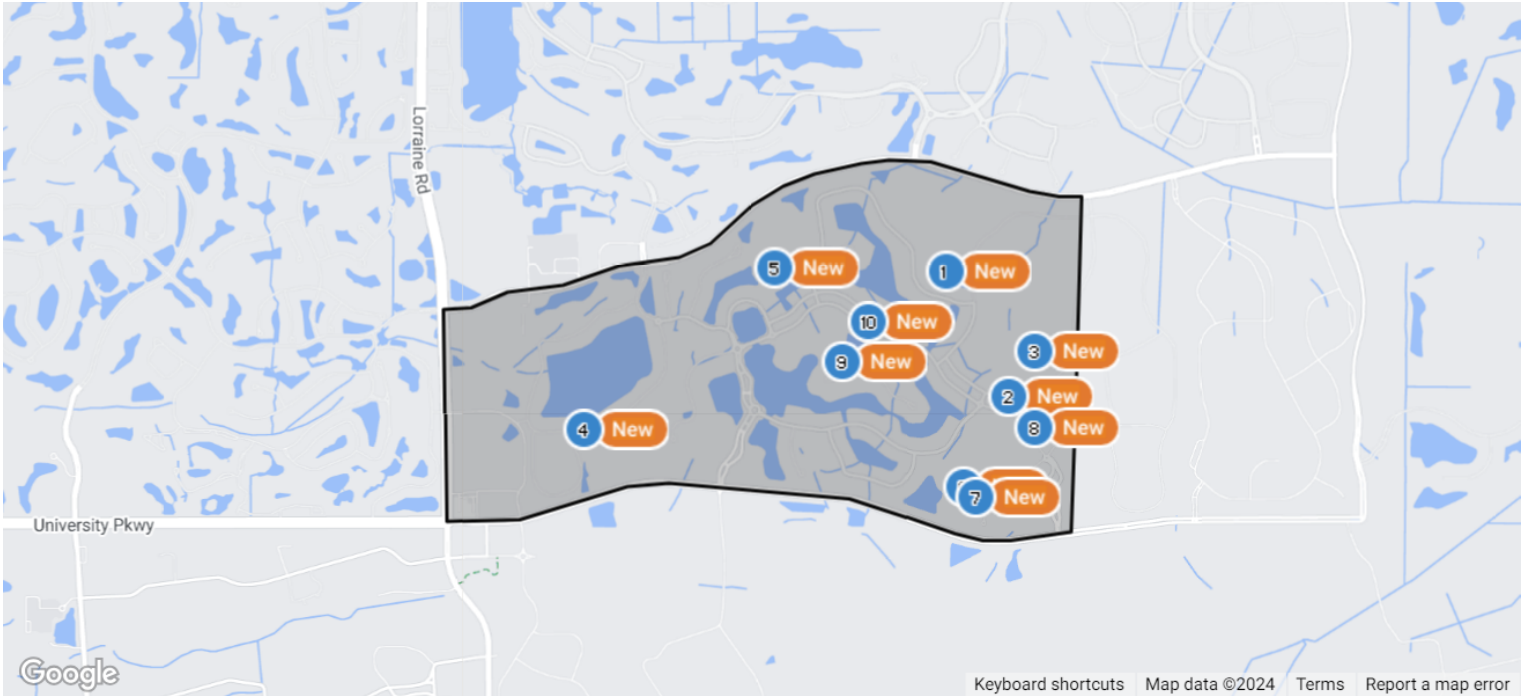 Lorraine Rd
5 New
1 New
10 New
3 New
9 New
2 New
4 New
8 New
7 New
University Pkwy
Google
Keyboard shortcuts Map data ©2024 Terms Report a map error